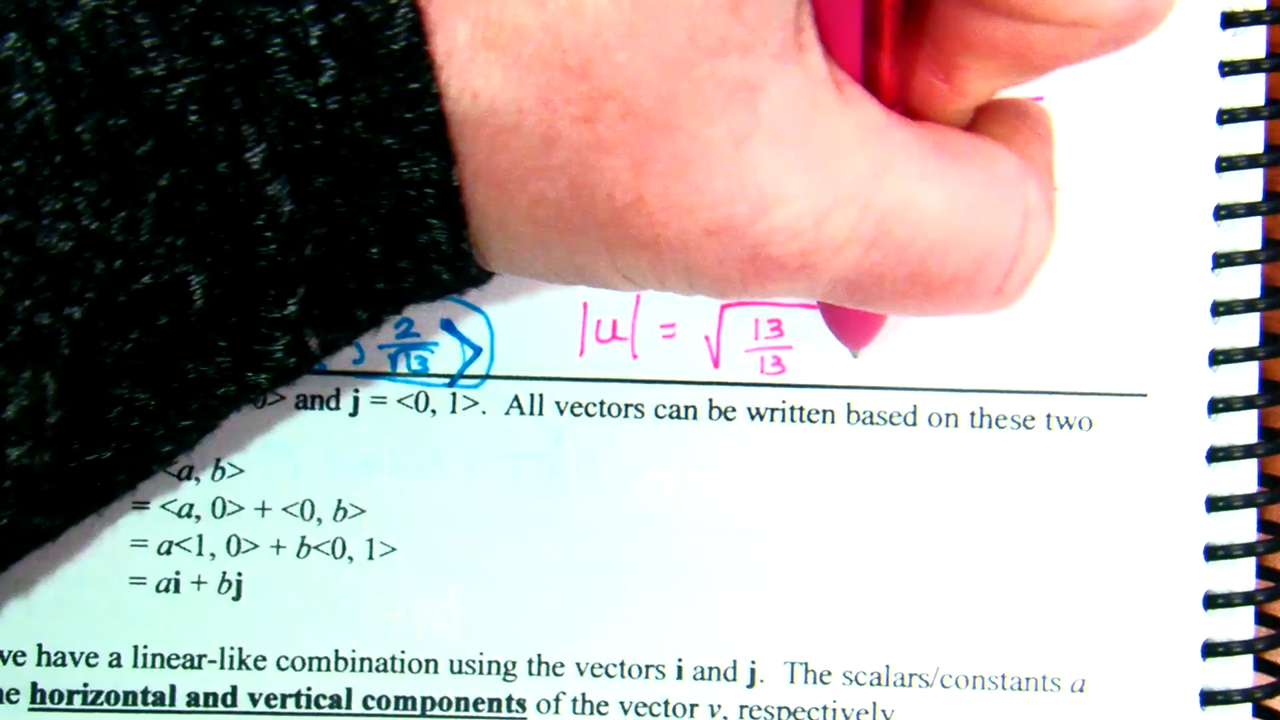 , 2/√13 > |u| = √13/13
0> and j = <0, 1>. All vectors can be written based on these two
<a, b>
= <a, 0> + <0, b>
= a<1, 0> + b<0, 1>
= ai + bj
we have a linear-like combination using the vectors i and j. The scalars/constants a
horizontal and vertical components of the vector v, respectively